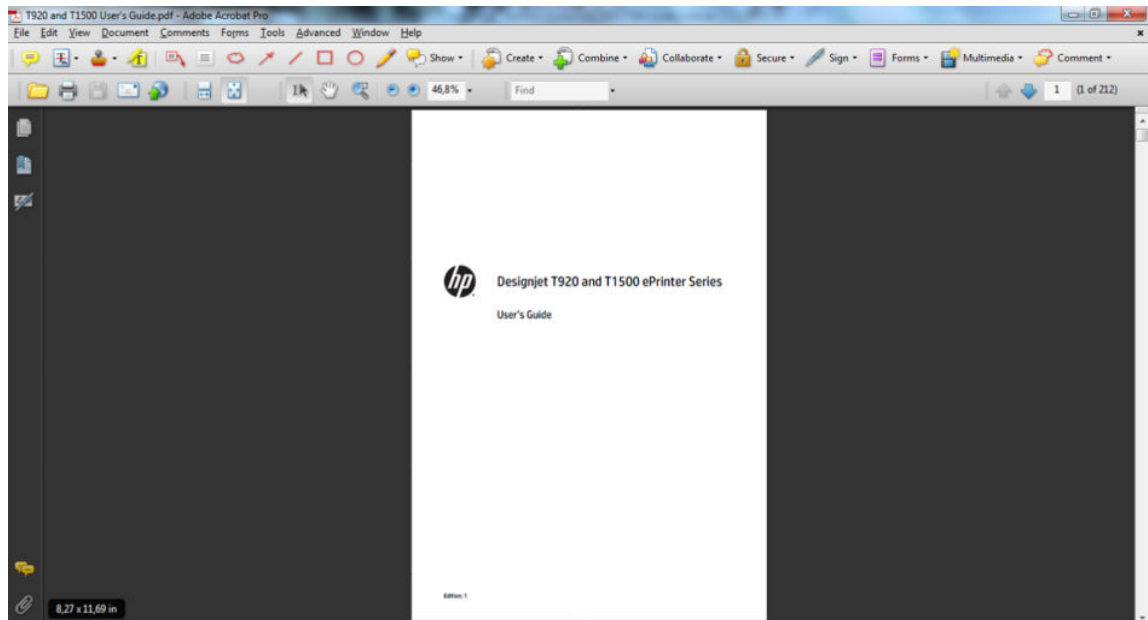 T920 and T1500 User's Guide.pdf - Adobe Acrobat Pro
File Edit View Document Comments Forms Tools Advanced Window Help
Show Create Combine Collaborate Secure Sign Forms Multimedia Comment
46,8% Find 1 (1 of 212)
hp
Designjet T920 and T1500 ePrinter Series
User's Guide
Edition: 1
8,27 x 11,69 in